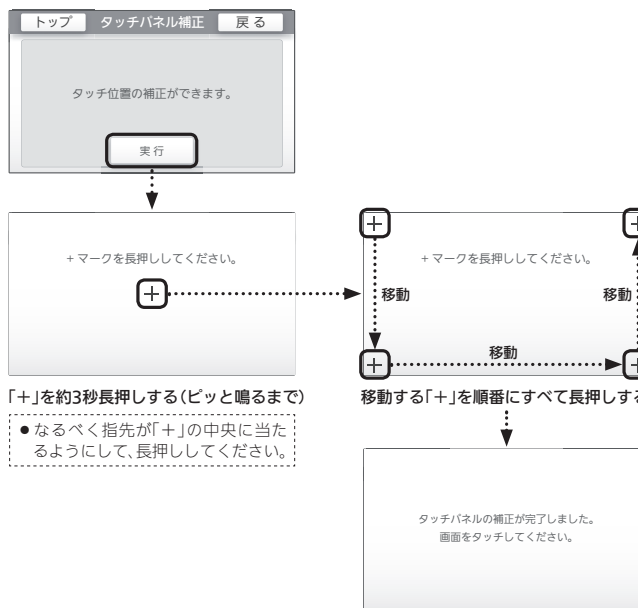 トップ タッチパネル補正 戻る
タッチ位置の補正ができます。
実行
+マークを長押ししてください。
+
「+」を約3秒長押しする(ピッと鳴るまで)
●なるべく指先が「+」の中央に当た
るようにして、長押ししてください。
+ +
+マークを長押ししてください。
移動 移動
移動
+ +
移動する「+」を順番にすべて長押しする
タッチパネルの補正が完了しました。
画面をタッチしてください。